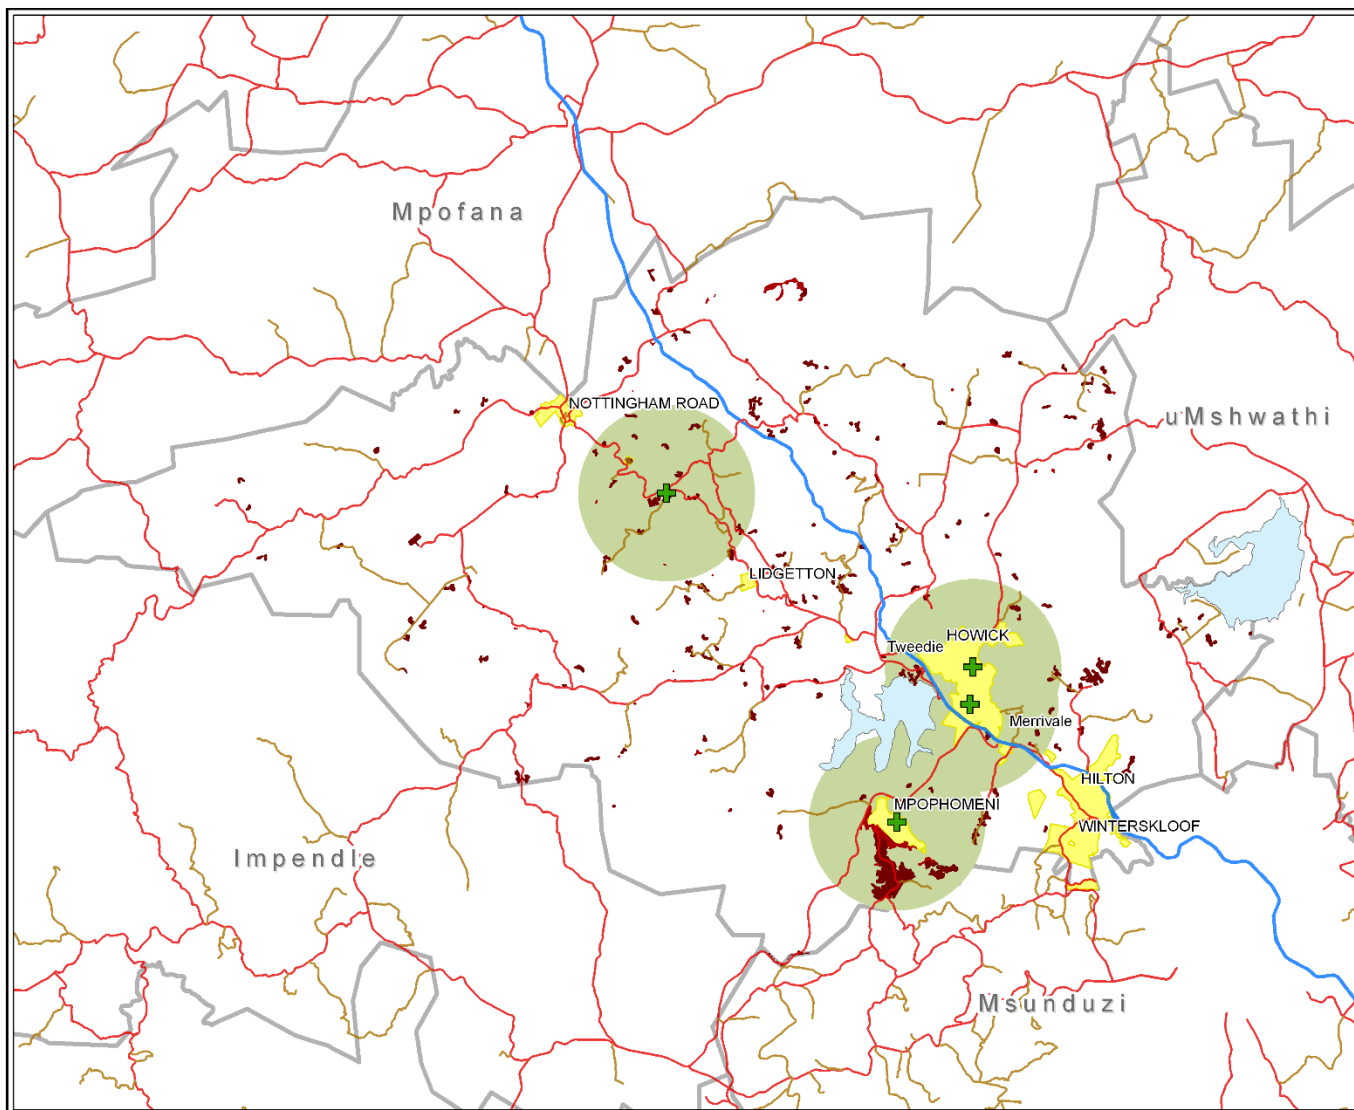 Mpofana
NOTTINGHAM ROAD
uMshwathi
LIDGETTON
HOWICK
Tweedie
Merrivale
HILTON
MPOPHOMENI
WINTERSKLOOF
Impendle
Msunduzi